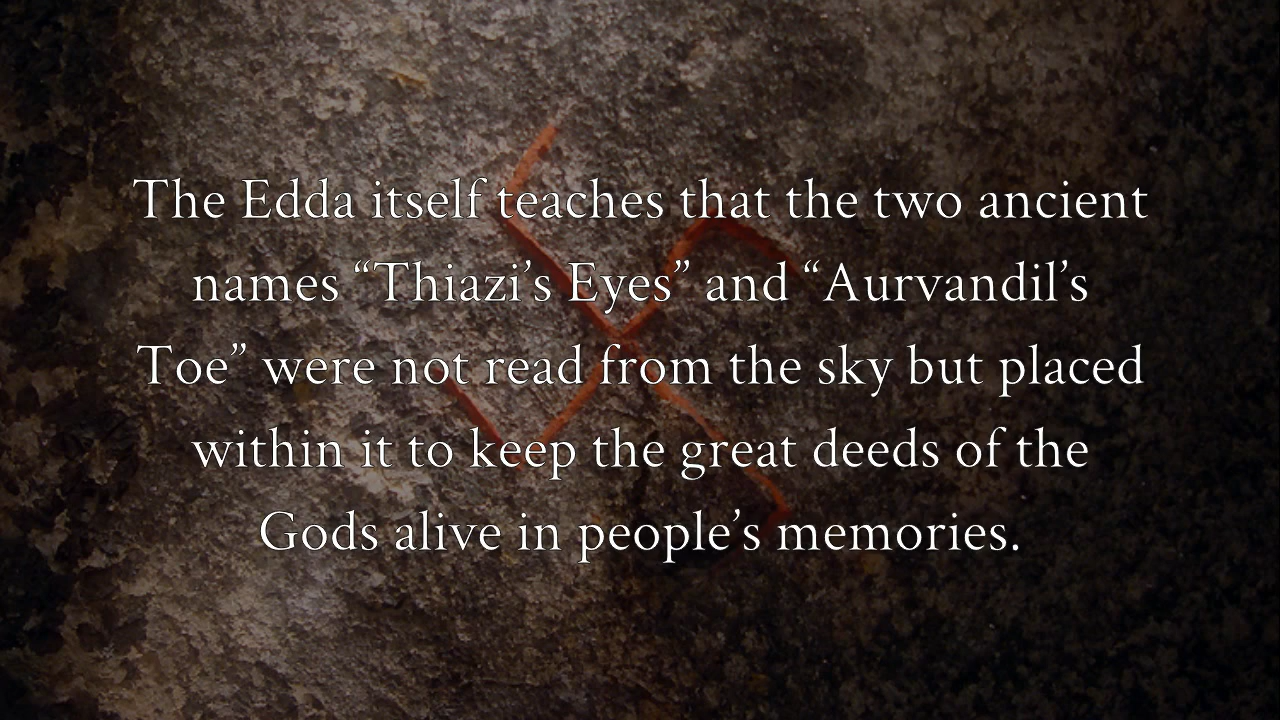 The Edda itself teaches that the two ancient
names “Thiazi’s Eyes” and “Aurvandil’s
Toe” were not read from the sky but placed
within it to keep the great deeds of the
Gods alive in people’s memories.